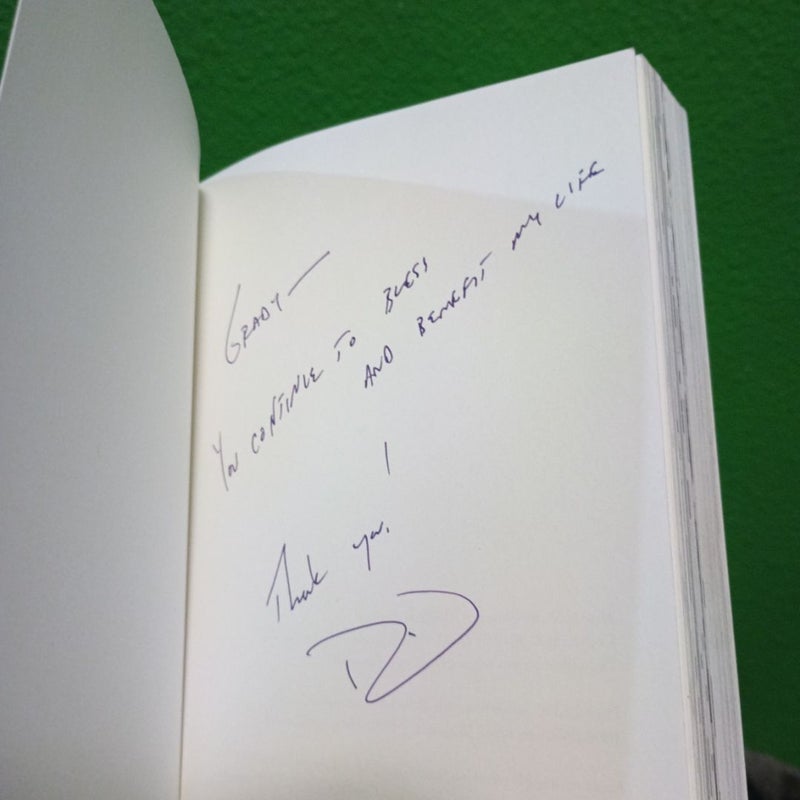 GRADY—
YOU CONTINUE TO BLESS
AND BENEFIT MY LIFE
Thank you.